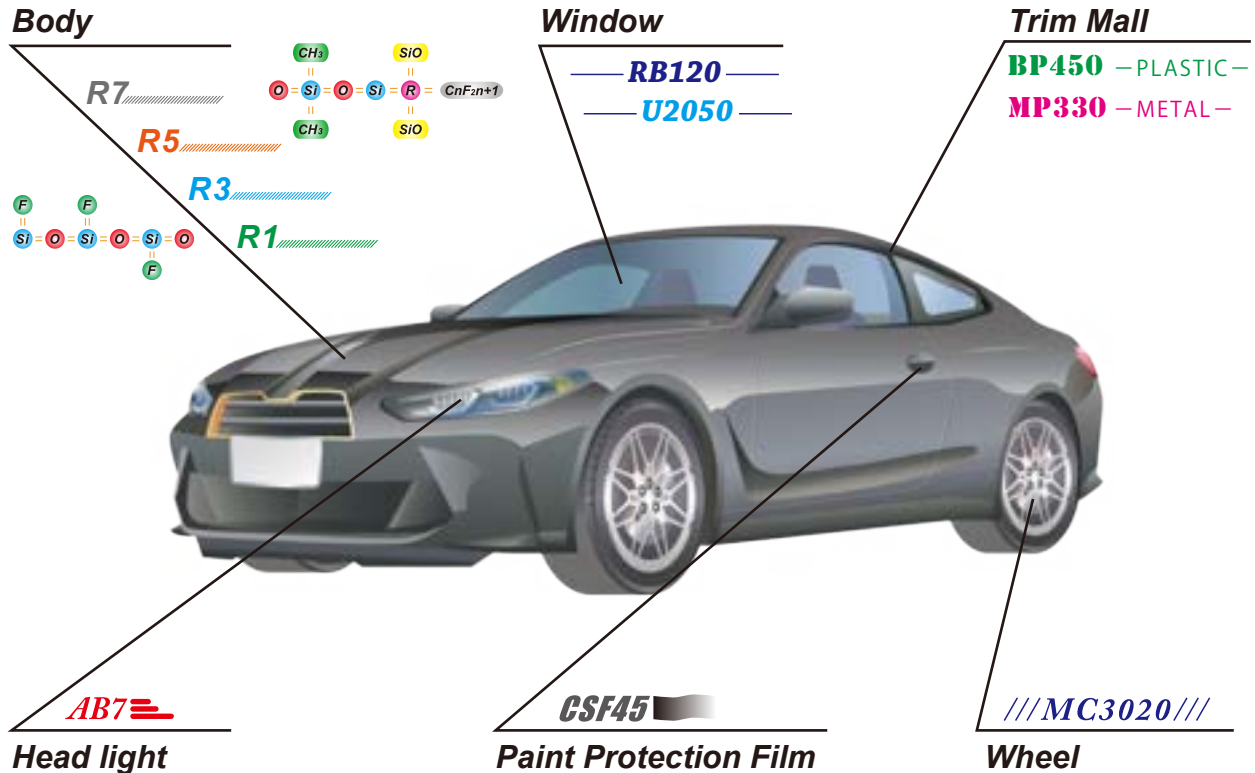 Body
R7
R5
R3
R1
CH₃ SiO
O Si O Si R CnF₂n+1
CH₃ SiO
F F
Si O Si O Si O
F
Window
RB120
U2050
Trim Mall
BP450 –PLASTIC–
MP330 –METAL–
AB7
Head light
CSF45
Paint Protection Film
///MC3020///
Wheel